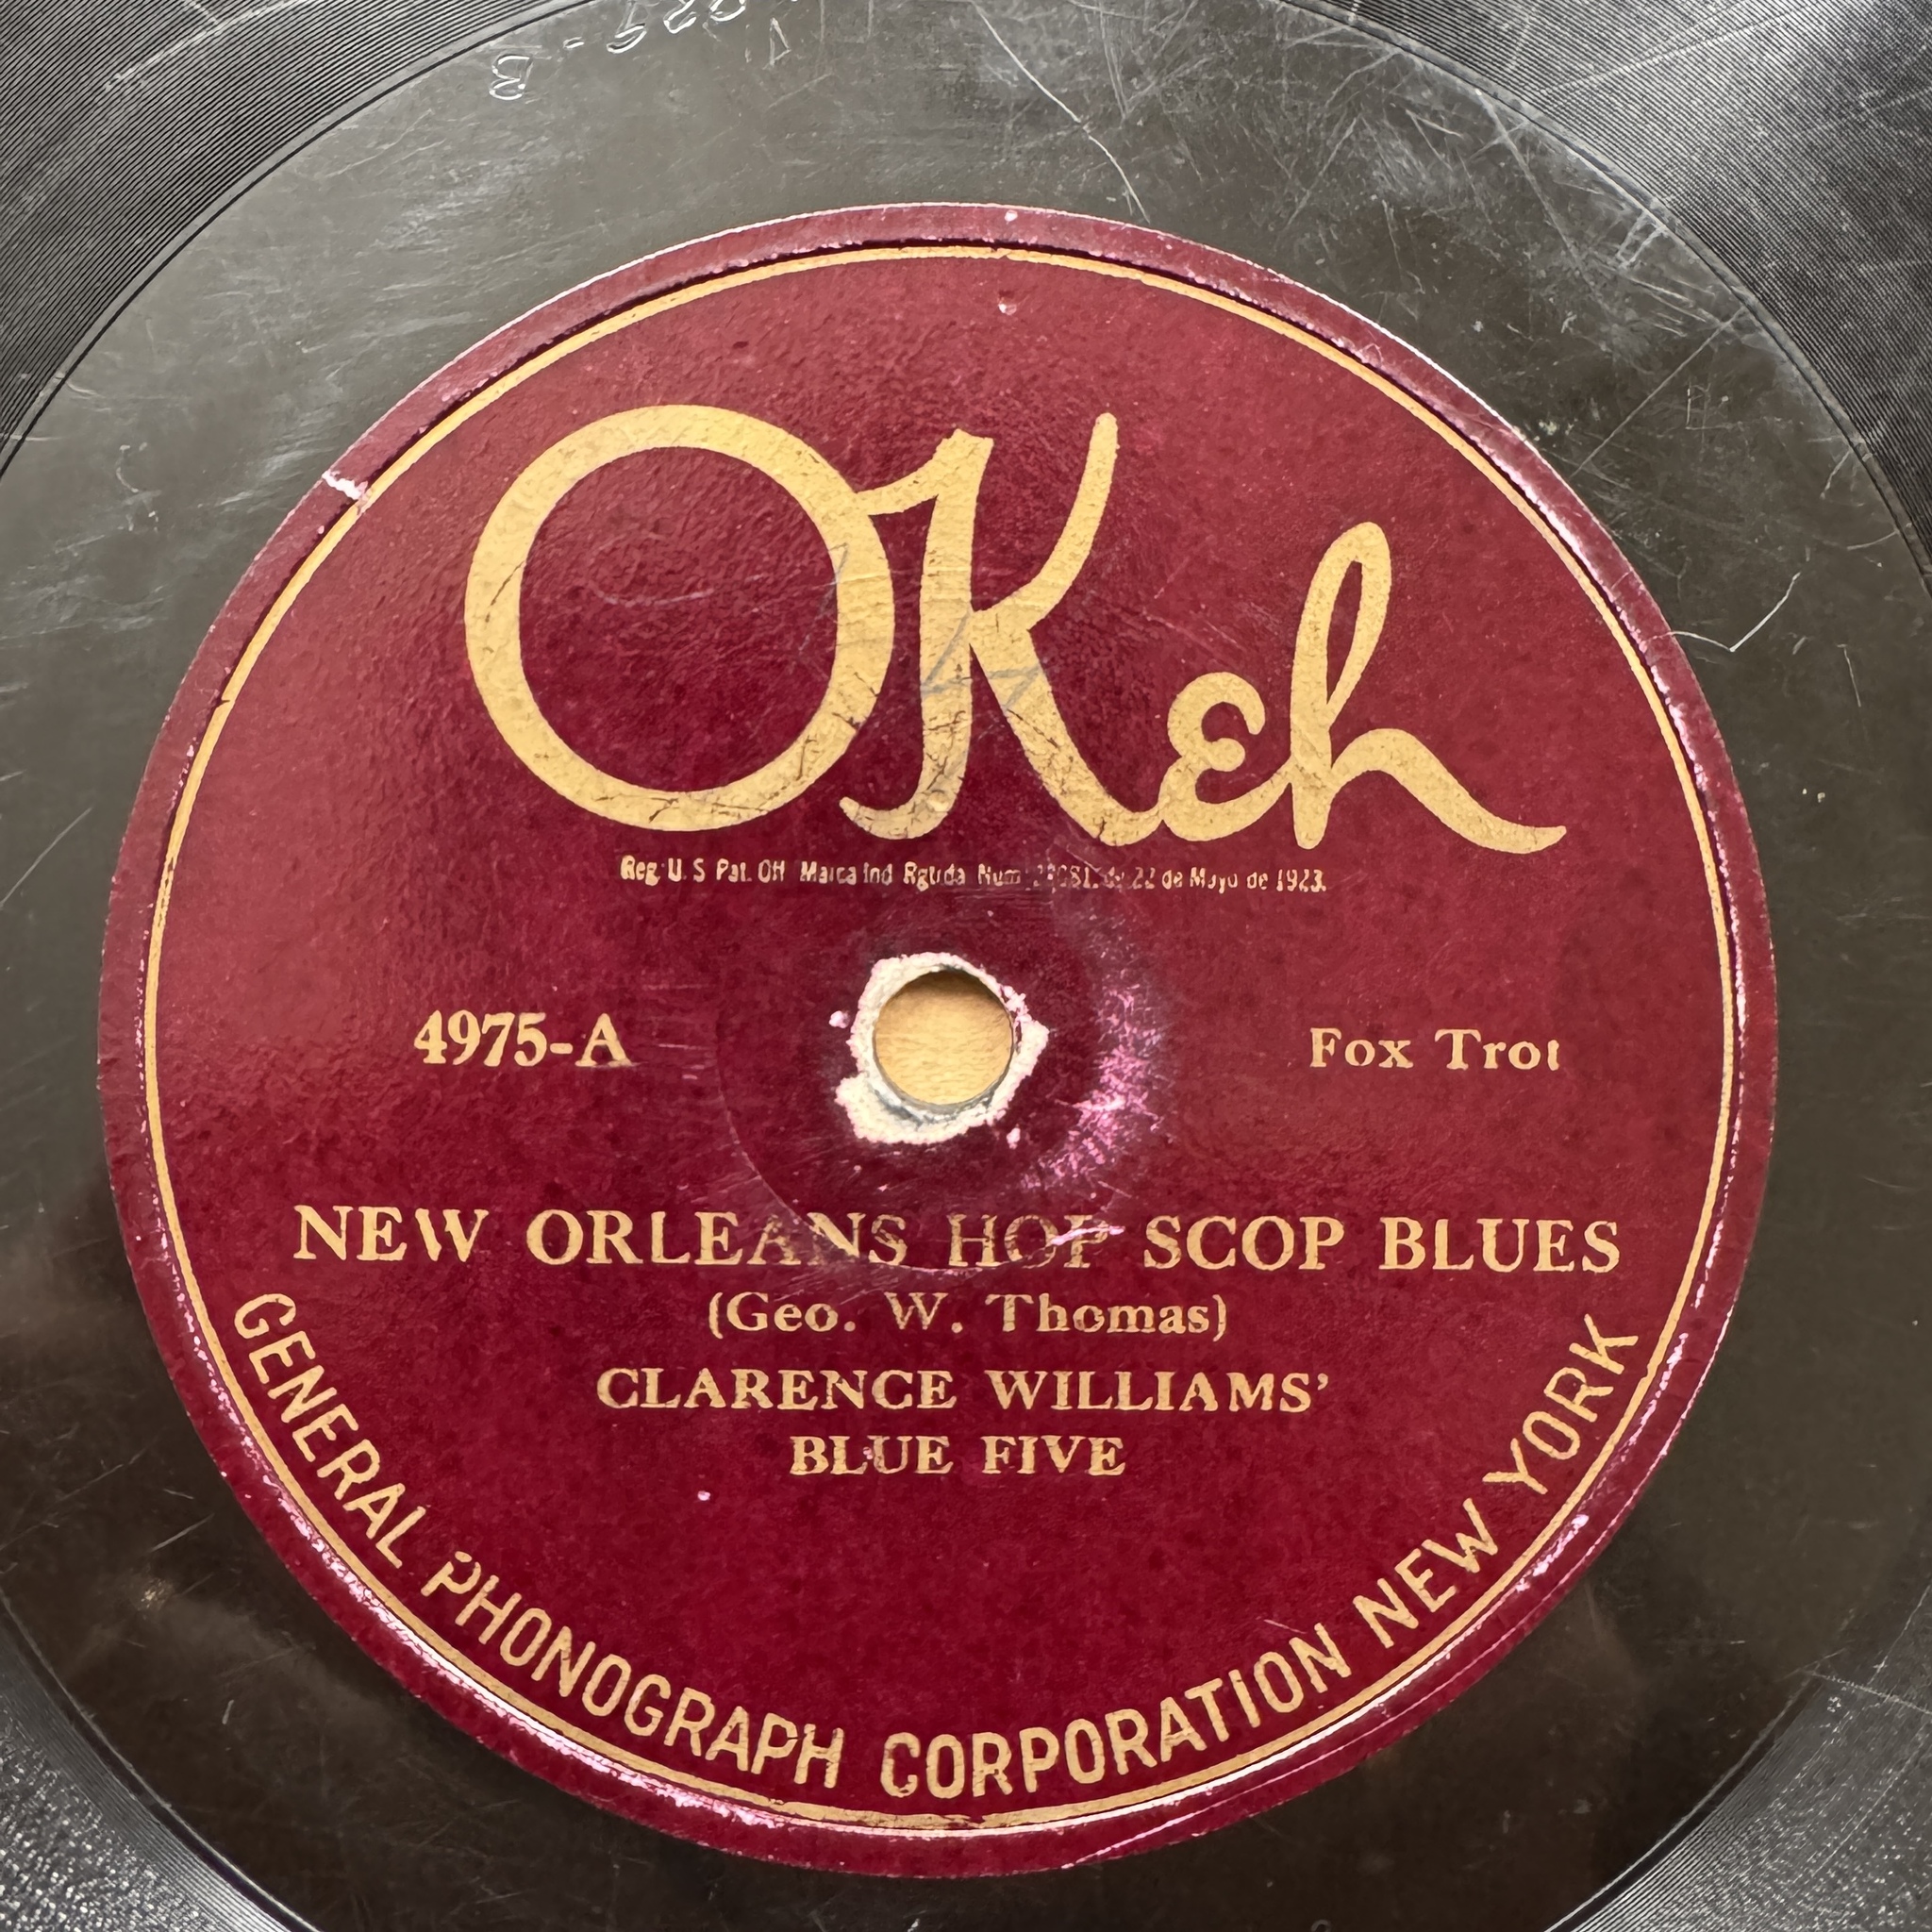 OKeh
Reg. U. S. Pat. Off. Marca Ind. Rgtrda. Num. de 22 de Mayo de 1923.
4975-A
Fox Trot
NEW ORLEANS HOP SCOP BLUES
(Geo. W. Thomas)
CLARENCE WILLIAMS'
BLUE FIVE
GENERAL PHONOGRAPH CORPORATION NEW YORK